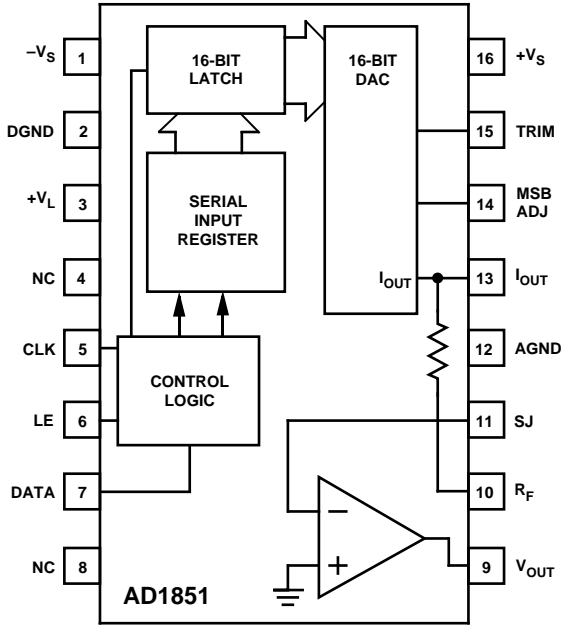 −VS 1
DGND 2
+VL 3
NC 4
CLK 5
LE 6
DATA 7
NC 8
16-BIT
LATCH
SERIAL
INPUT
REGISTER
CONTROL
LOGIC
16-BIT
DAC
IOUT
−
+
AD1851
16 +VS
15 TRIM
14 MSB
ADJ
13 IOUT
12 AGND
11 SJ
10 RF
9 VOUT